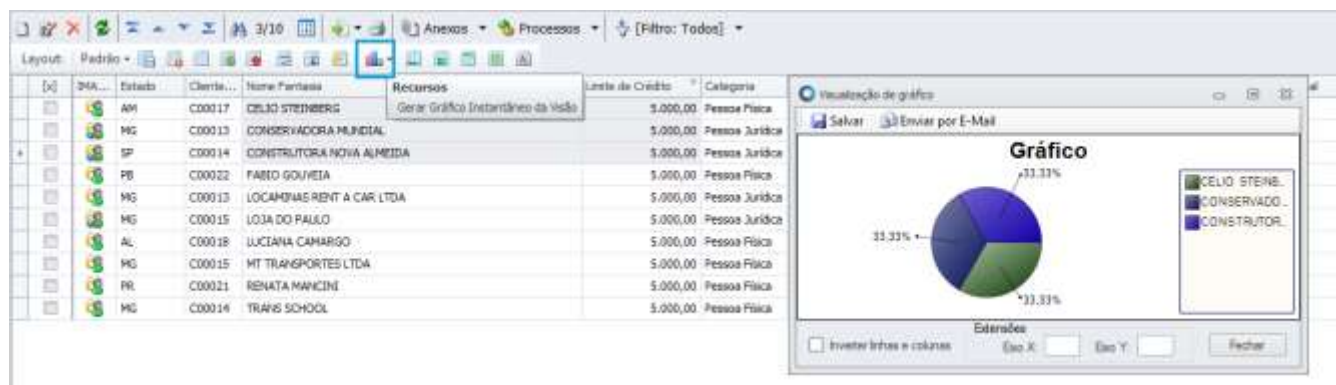 3/10 Anexos Processos [Filtro: Todos]
Layout: Padrão
[x] IMA... Estado Cliente... Nome Fantasia Limite de Crédito Categoria
Recursos
Gerar Gráfico Instantâneo da Visão
AM C00017 CELIO STEINBERG 5.000,00 Pessoa Física
MG C00013 CONSERVADORA MUNDIAL 5.000,00 Pessoa Jurídica
SP C00014 CONSTRUTORA NOVA ALMEIDA 5.000,00 Pessoa Jurídica
PB C00022 FABIO GOUVEIA 5.000,00 Pessoa Física
MG C00013 LOCAMINAS RENT A CAR LTDA 5.000,00 Pessoa Jurídica
MG C00015 LOJA DO PAULO 5.000,00 Pessoa Jurídica
AL C00018 LUCIANA CAMARGO 5.000,00 Pessoa Física
MG C00015 MT TRANSPORTES LTDA 5.000,00 Pessoa Física
PR C00021 RENATA MANCINI 5.000,00 Pessoa Física
MG C00014 TRANS SCHOOL 5.000,00 Pessoa Física
Visualização de gráfico
Salvar Enviar por E-Mail
Gráfico
33.33%
33.33%
33.33%
CELIO STEINB..
CONSERVADO..
CONSTRUTOR..
Extensões
Inverter linhas e colunas Eixo X: Eixo Y: Fechar